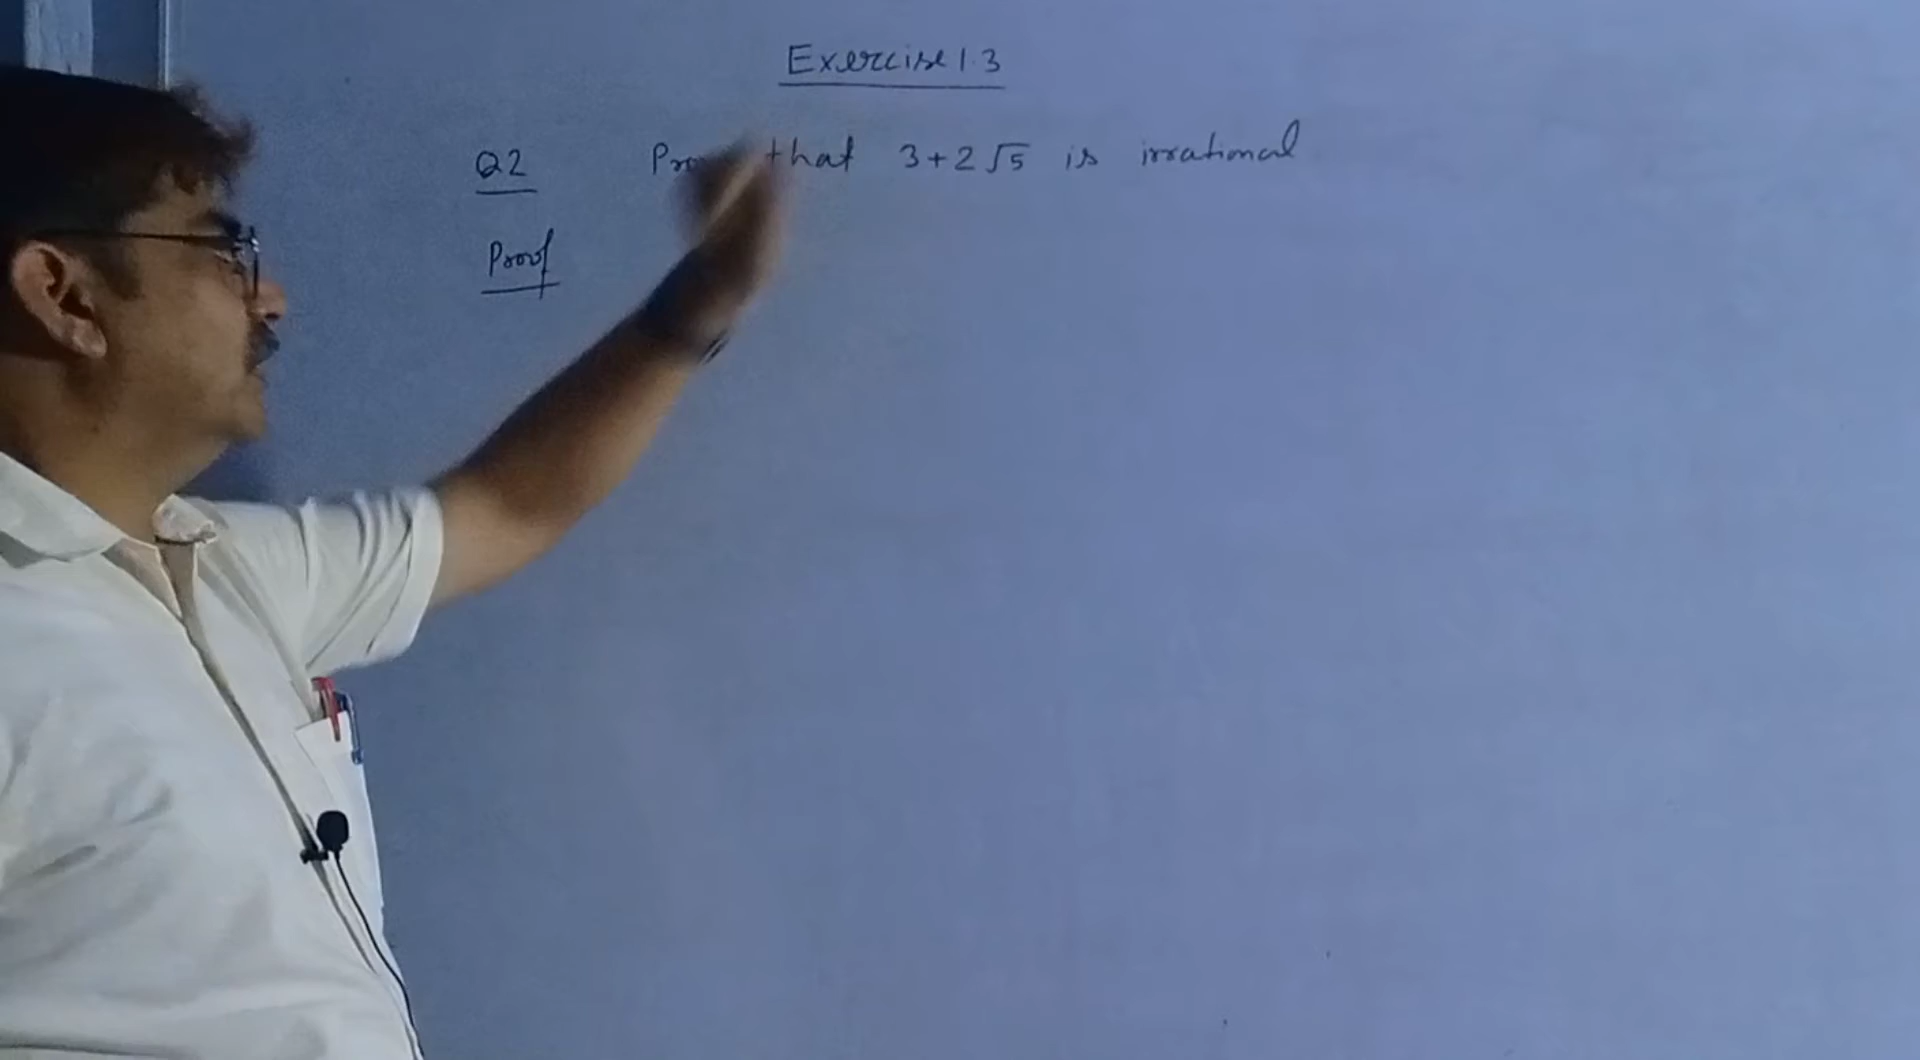 Exercise 1.3
Q2 that 3+2√5 is irrational
Proof